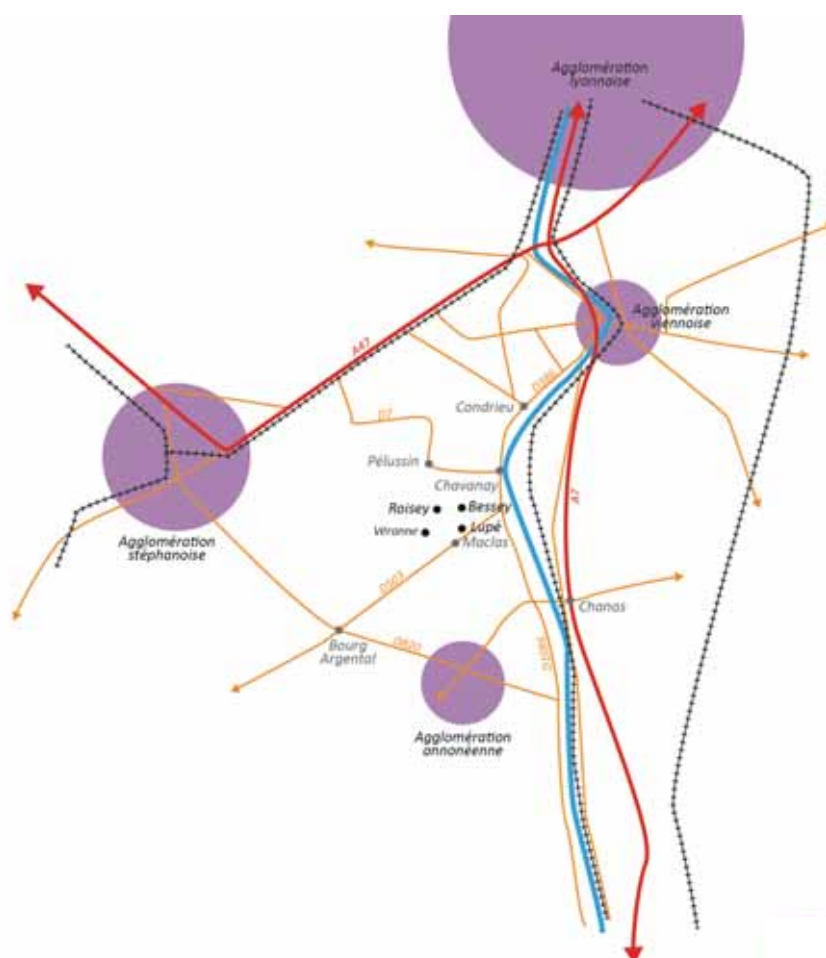 Agglomération
lyonnaise
Agglomération
viennoise
A47
D386
Condrieu
D7
Pélussin
Chavanay
A7
Roisey
Bessey
Véranne
Lupé
Maclas
Agglomération
stéphanoise
D503
Chanas
Bourg
Argental
D820
D1086
Agglomération
annonéenne